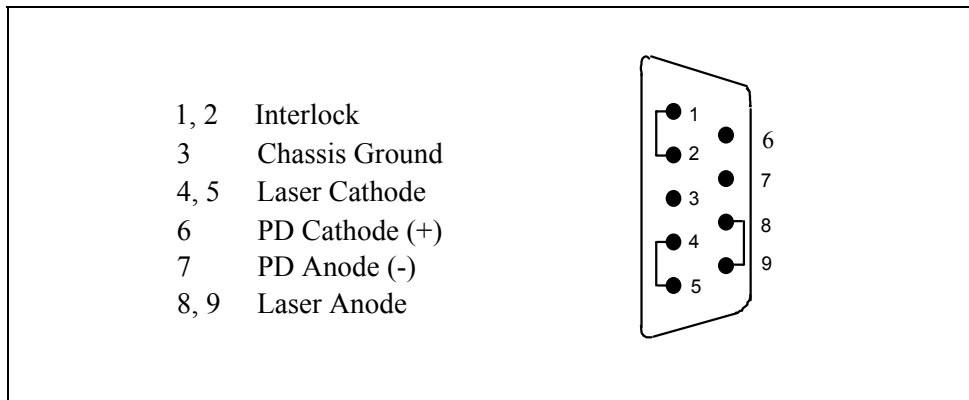 1, 2 Interlock
3 Chassis Ground
4, 5 Laser Cathode
6 PD Cathode (+)
7 PD Anode (-)
8, 9 Laser Anode
1
6
2
7
3
8
4
9
5